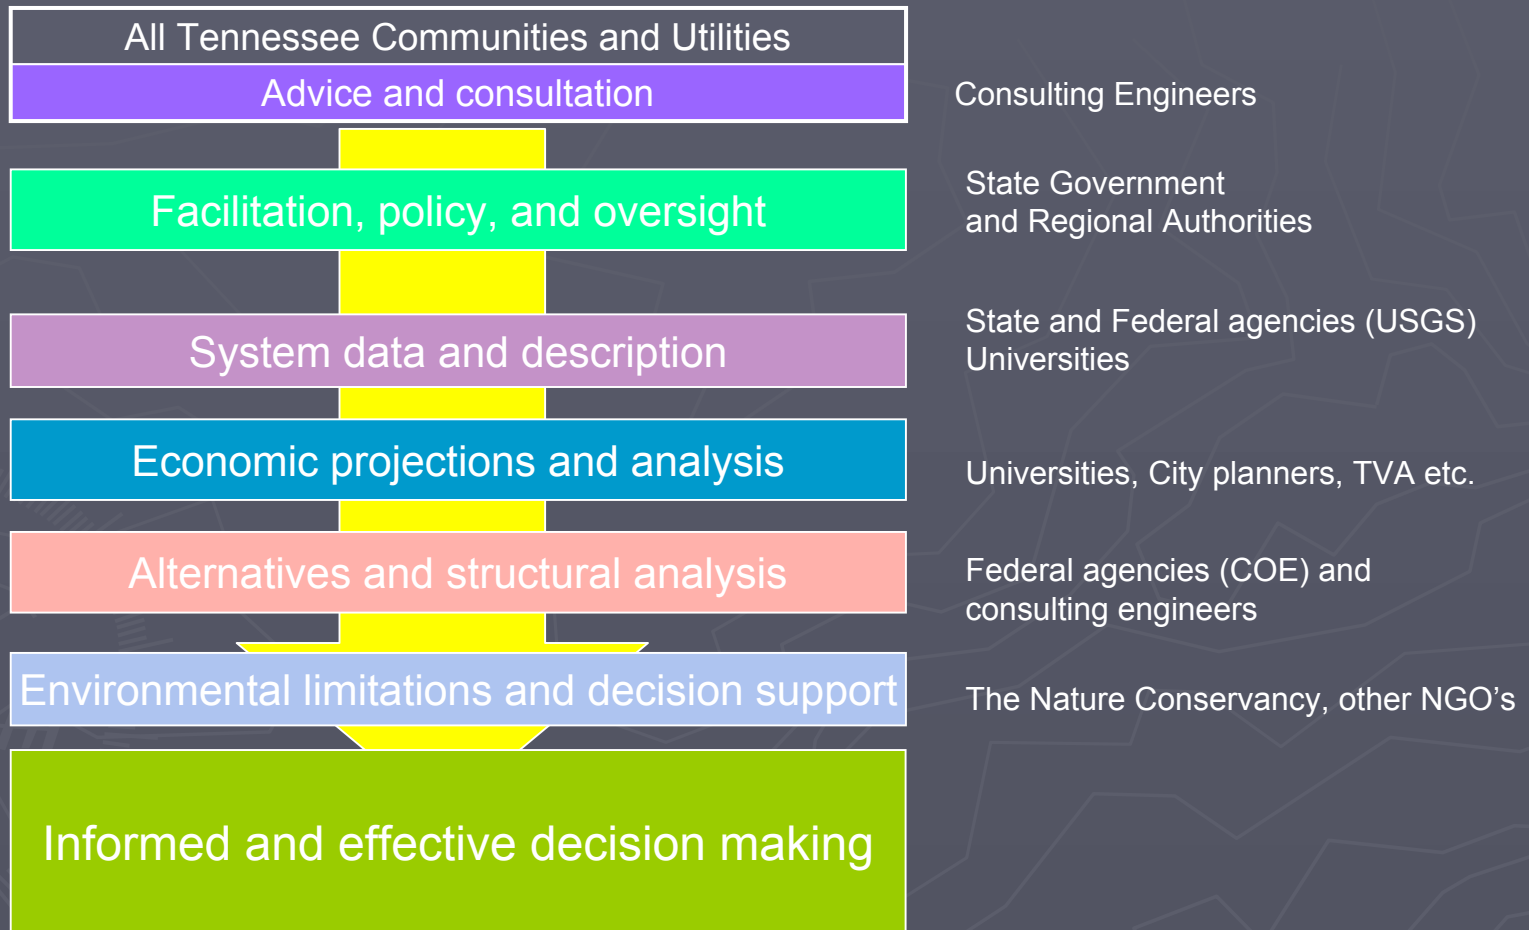 All Tennessee Communities and Utilities
Advice and consultation
Consulting Engineers
Facilitation, policy, and oversight
State Government
and Regional Authorities
System data and description
State and Federal agencies (USGS)
Universities
Economic projections and analysis
Universities, City planners, TVA etc.
Alternatives and structural analysis
Federal agencies (COE) and
consulting engineers
Environmental limitations and decision support
The Nature Conservancy, other NGO’s
Informed and effective decision making